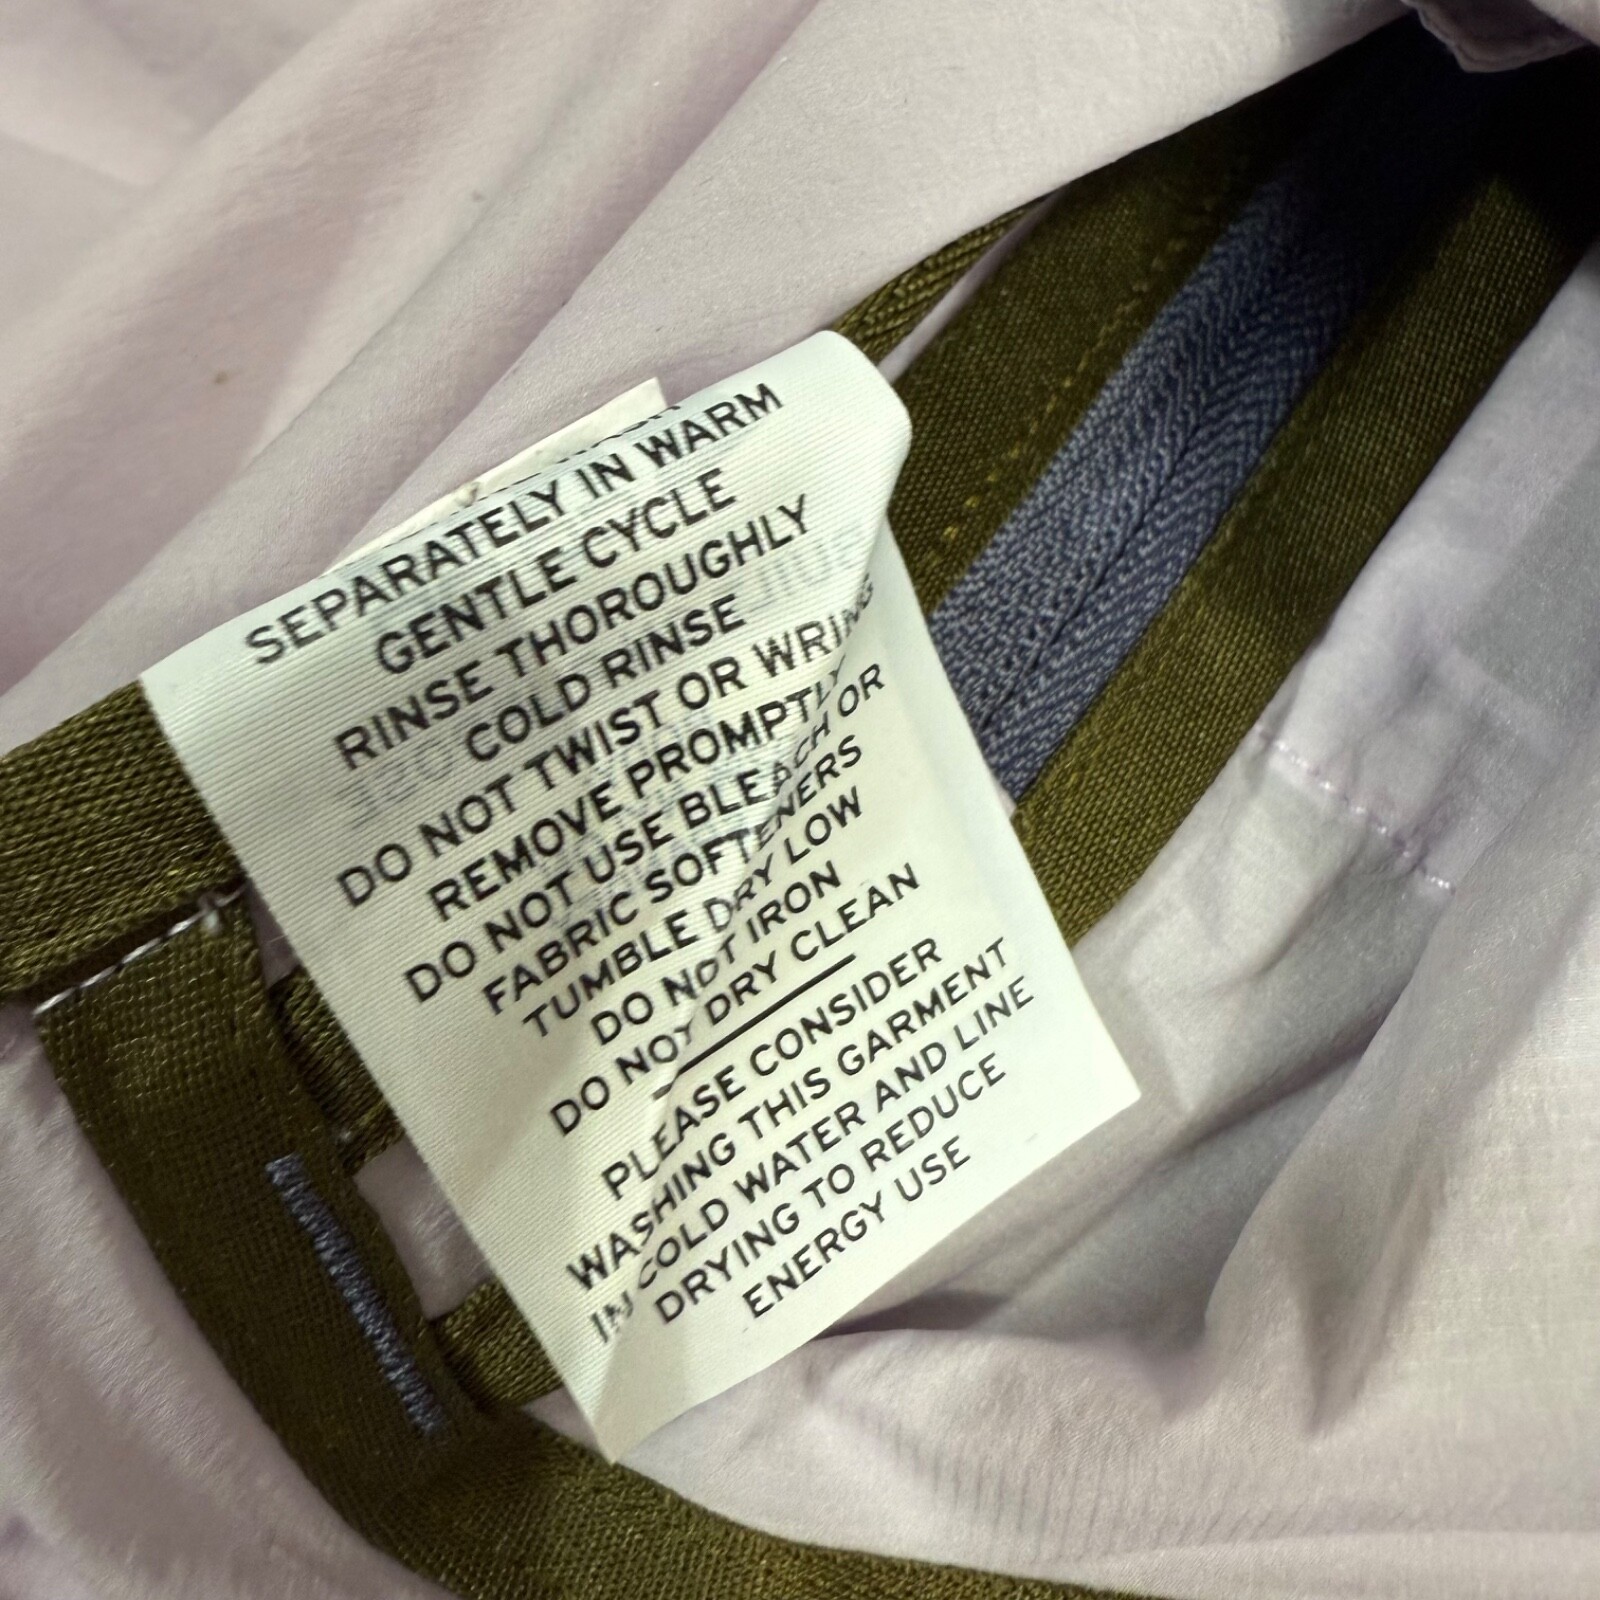 SEPARATELY IN WARM
GENTLE CYCLE
RINSE THOROUGHLY
COLD RINSE
DO NOT TWIST OR WRING
REMOVE PROMPTLY
DO NOT USE BLEACH OR
FABRIC SOFTENERS
TUMBLE DRY LOW
DO NOT IRON
DO NOT DRY CLEAN
PLEASE CONSIDER
WASHING THIS GARMENT
IN COLD WATER AND LINE
DRYING TO REDUCE
ENERGY USE